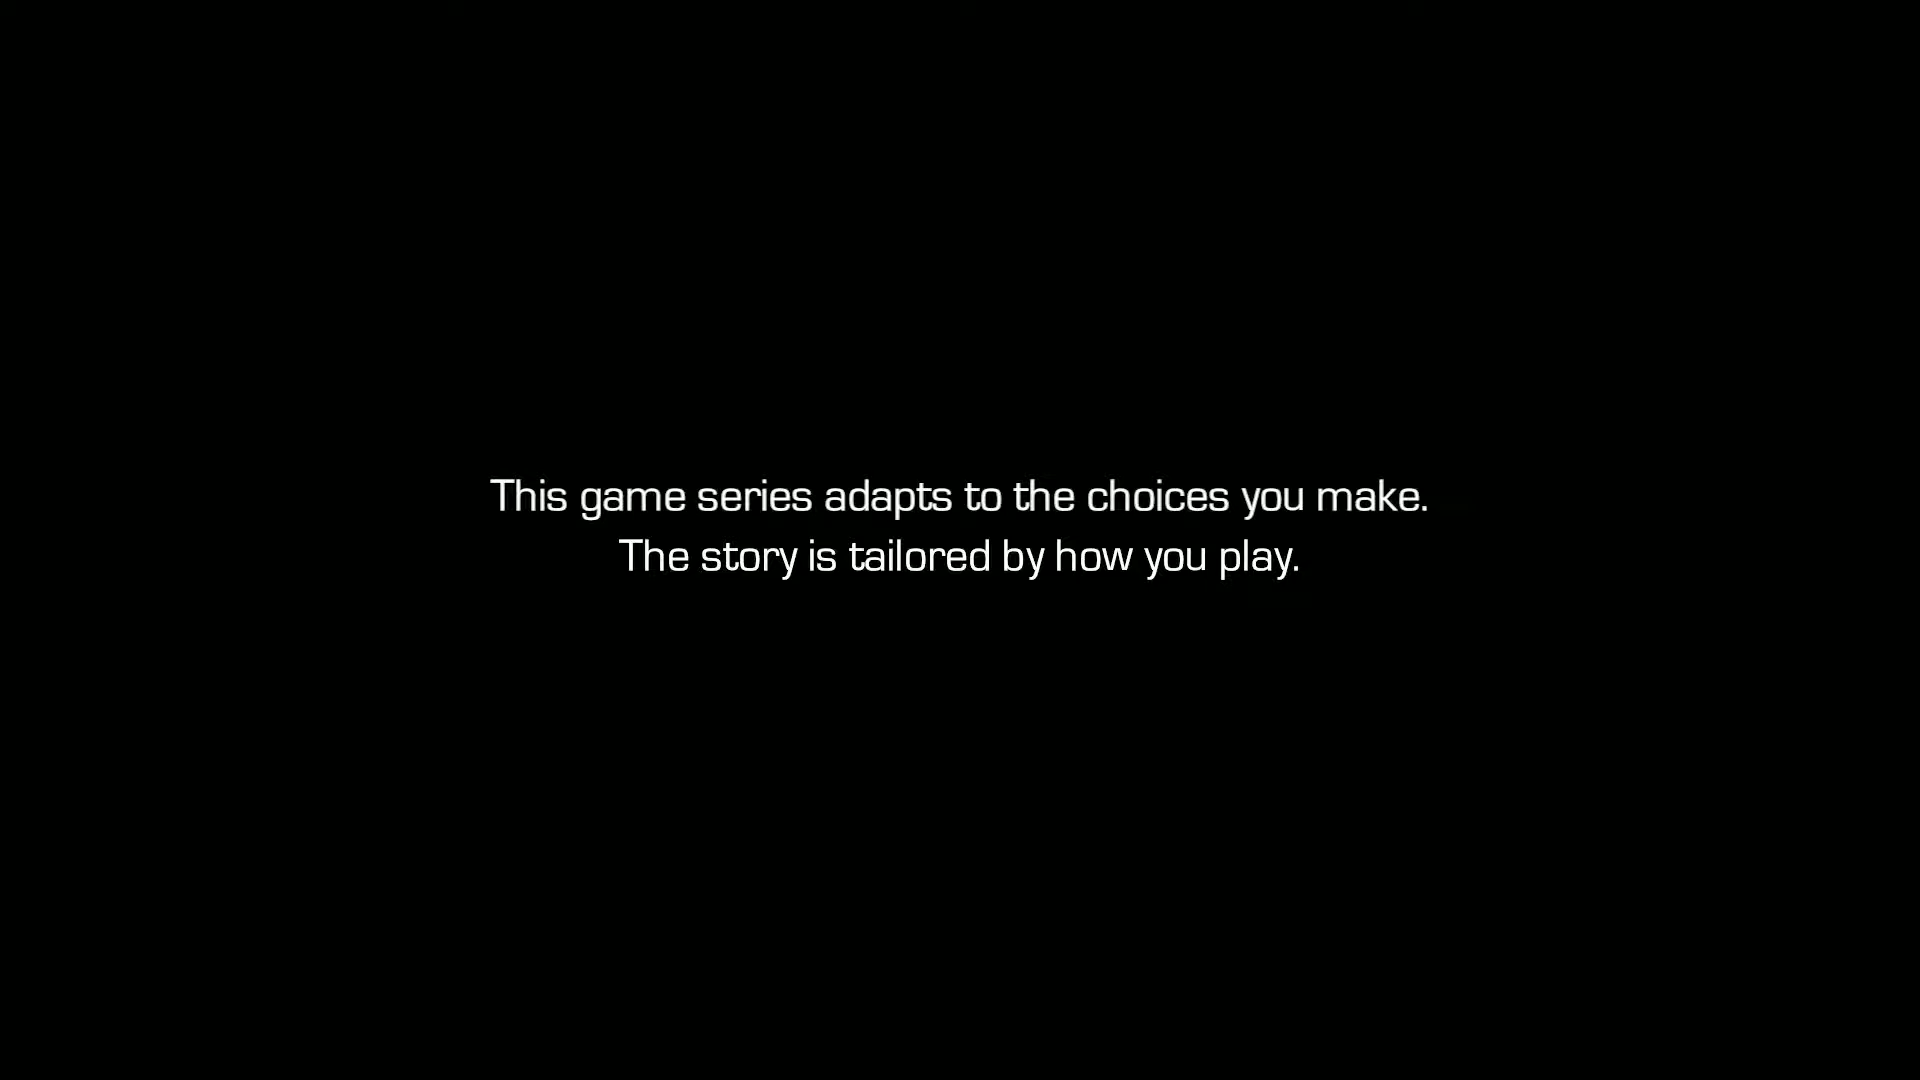 This game series adapts to the choices you make.
The story is tailored by how you play.